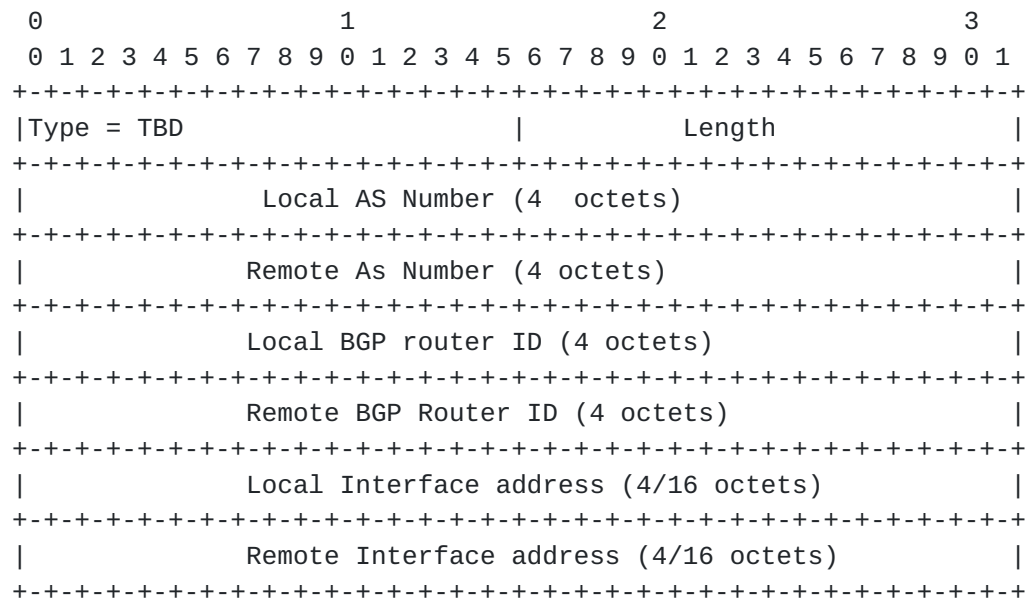 0                   1                   2                   3
 0 1 2 3 4 5 6 7 8 9 0 1 2 3 4 5 6 7 8 9 0 1 2 3 4 5 6 7 8 9 0 1
+-+-+-+-+-+-+-+-+-+-+-+-+-+-+-+-+-+-+-+-+-+-+-+-+-+-+-+-+-+-+-+-+
|Type = TBD                     |          Length               |
+-+-+-+-+-+-+-+-+-+-+-+-+-+-+-+-+-+-+-+-+-+-+-+-+-+-+-+-+-+-+-+-+
|               Local AS Number (4  octets)                     |
+-+-+-+-+-+-+-+-+-+-+-+-+-+-+-+-+-+-+-+-+-+-+-+-+-+-+-+-+-+-+-+-+
|              Remote As Number (4 octets)                      |
+-+-+-+-+-+-+-+-+-+-+-+-+-+-+-+-+-+-+-+-+-+-+-+-+-+-+-+-+-+-+-+-+
|              Local BGP router ID (4 octets)                   |
+-+-+-+-+-+-+-+-+-+-+-+-+-+-+-+-+-+-+-+-+-+-+-+-+-+-+-+-+-+-+-+-+
|              Remote BGP Router ID (4 octets)                  |
+-+-+-+-+-+-+-+-+-+-+-+-+-+-+-+-+-+-+-+-+-+-+-+-+-+-+-+-+-+-+-+-+
|              Local Interface address (4/16 octets)            |
+-+-+-+-+-+-+-+-+-+-+-+-+-+-+-+-+-+-+-+-+-+-+-+-+-+-+-+-+-+-+-+-+
|              Remote Interface address (4/16 octets)           |
+-+-+-+-+-+-+-+-+-+-+-+-+-+-+-+-+-+-+-+-+-+-+-+-+-+-+-+-+-+-+-+-+